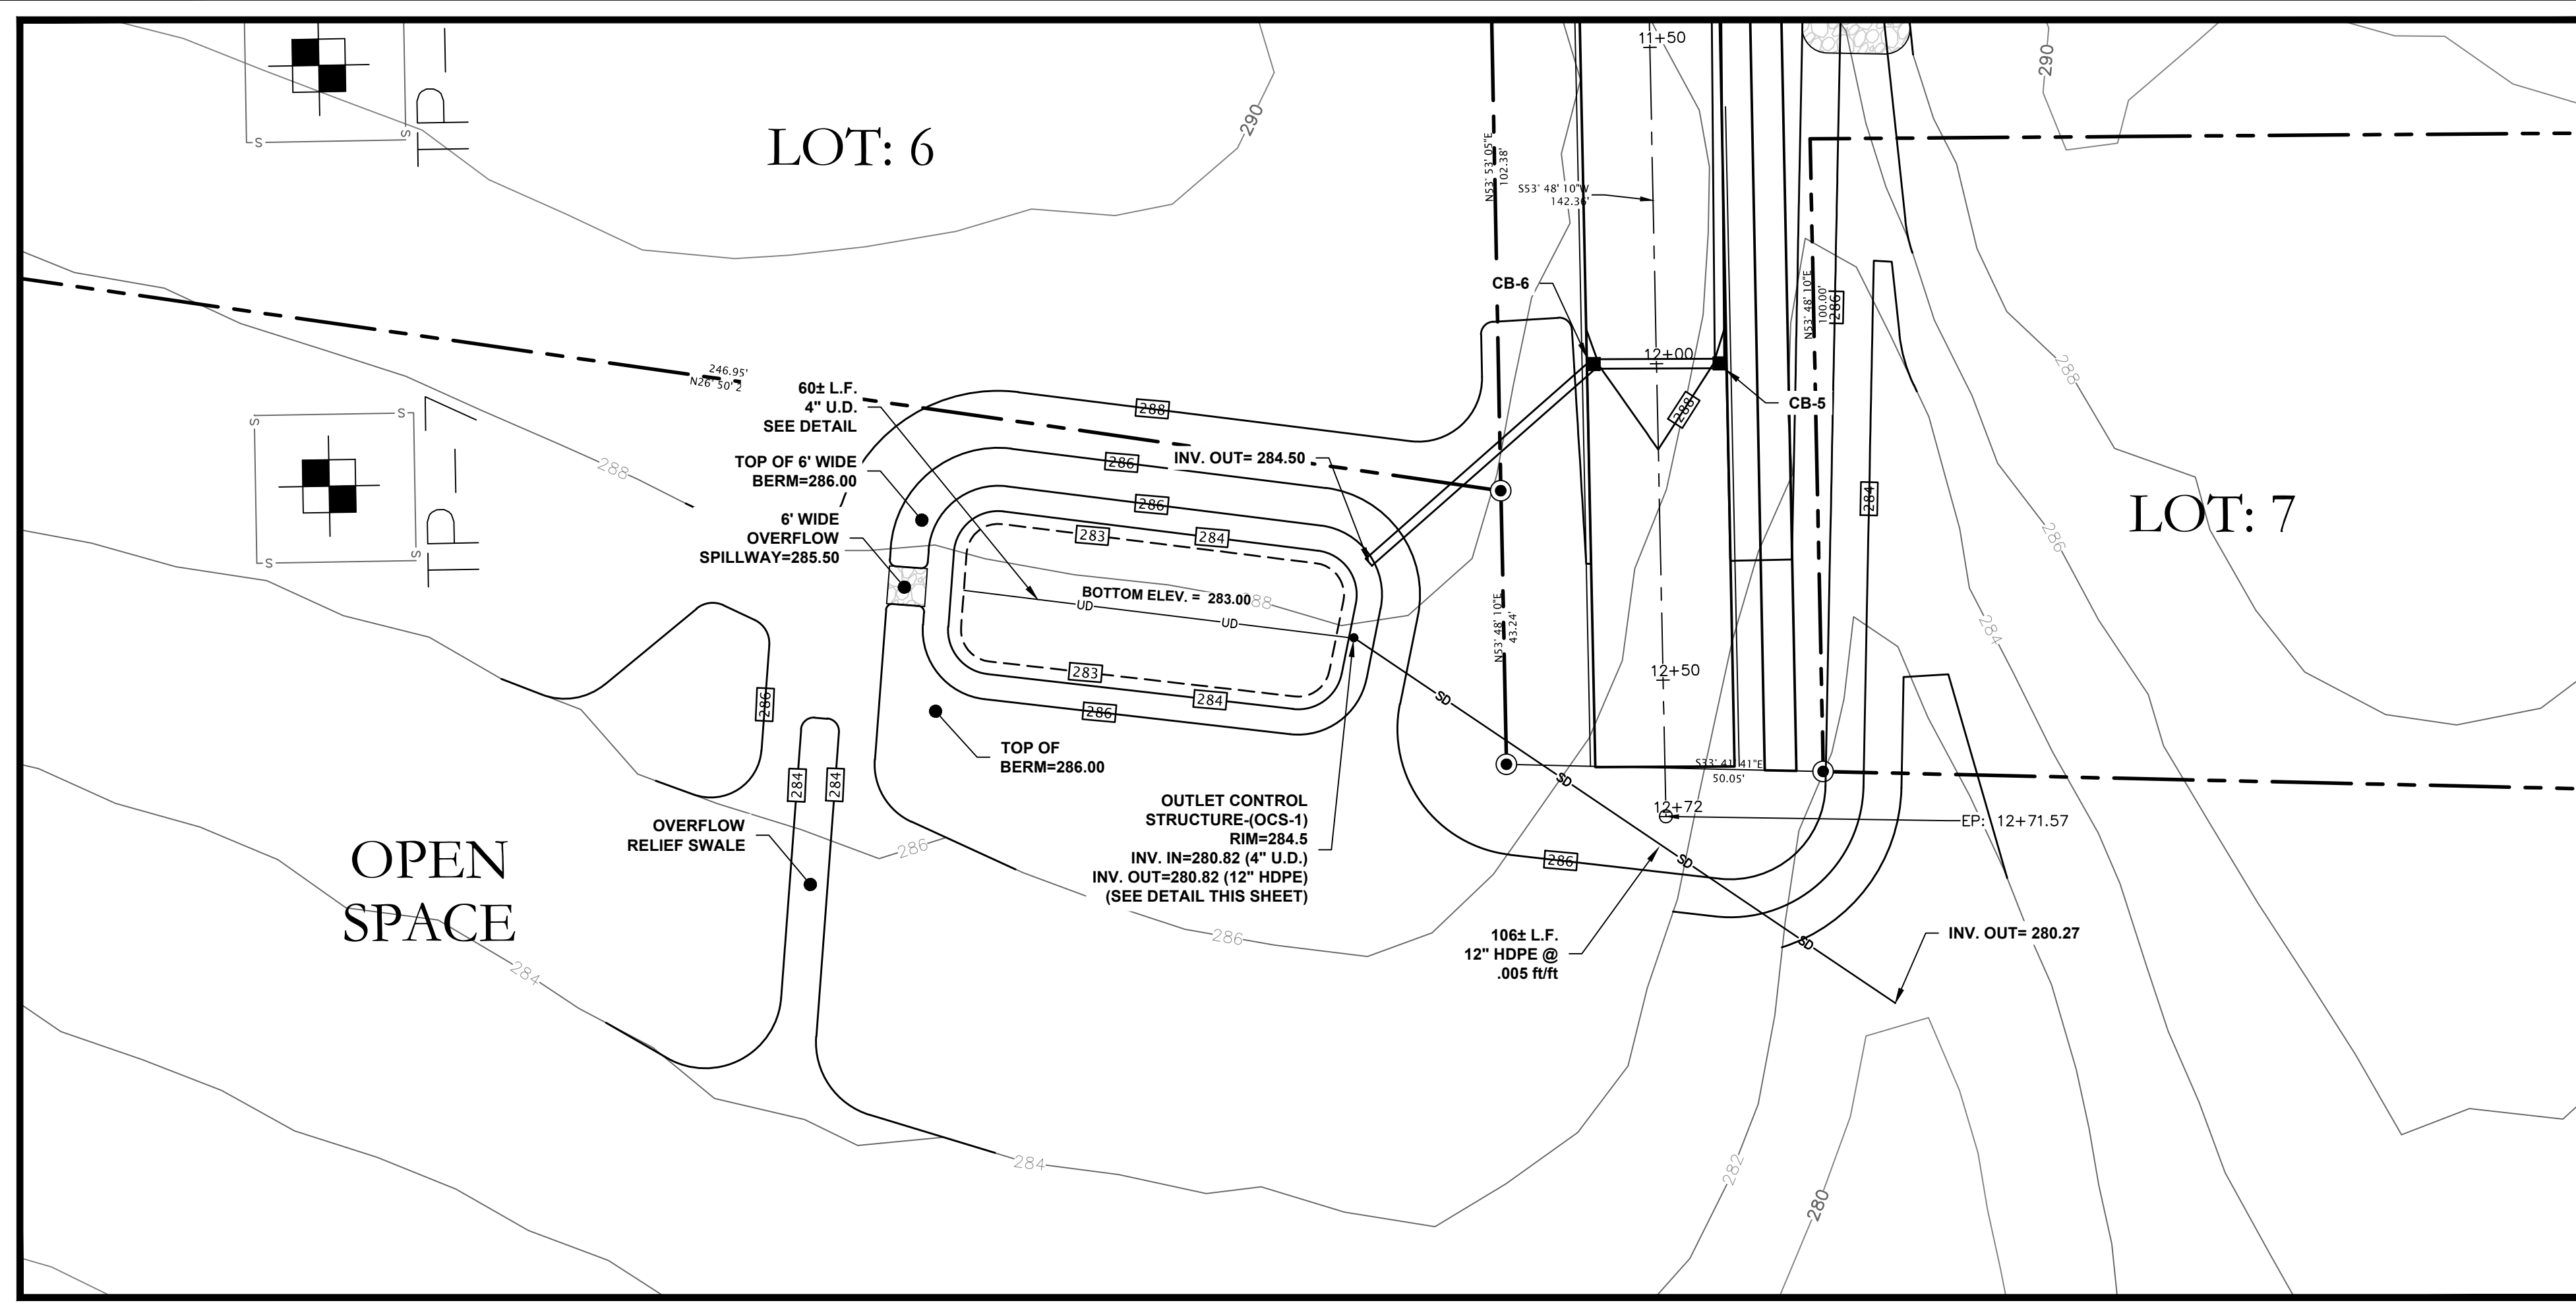 11+50
290
290
LOT: 6
TP-
S
S
N53° 53' 05"E
102.38'
S53° 48' 10"W
142.36'
CB-6
N53° 48' 10"E
100.00'
286
12+00
288
CB-5
288
246.95'
N26° 50' 2
60± L.F.
4" U.D.
SEE DETAIL
288
TP-7
S
S
S
S
288
TOP OF 6' WIDE
BERM=286.00
286
INV. OUT= 284.50
284
LOT: 7
6' WIDE
OVERFLOW
SPILLWAY=285.50
286
283
284
286
BOTTOM ELEV. = 283.00
88
UD
UD
N53° 48' 10"E
43.24'
284
283
284
286
12+50
SD
286
TOP OF
BERM=286.00
S33° 41' 41"E
50.05'
SD
284
284
12+72
EP: 12+71.57
OUTLET CONTROL
STRUCTURE-(OCS-1)
RIM=284.5
INV. IN=280.82 (4" U.D.)
INV. OUT=280.82 (12" HDPE)
(SEE DETAIL THIS SHEET)
OVERFLOW
RELIEF SWALE
286
286
SD
OPEN
SPACE
286
106± L.F.
12" HDPE @
.005 ft/ft
SD
INV. OUT= 280.27
284
284
282
280